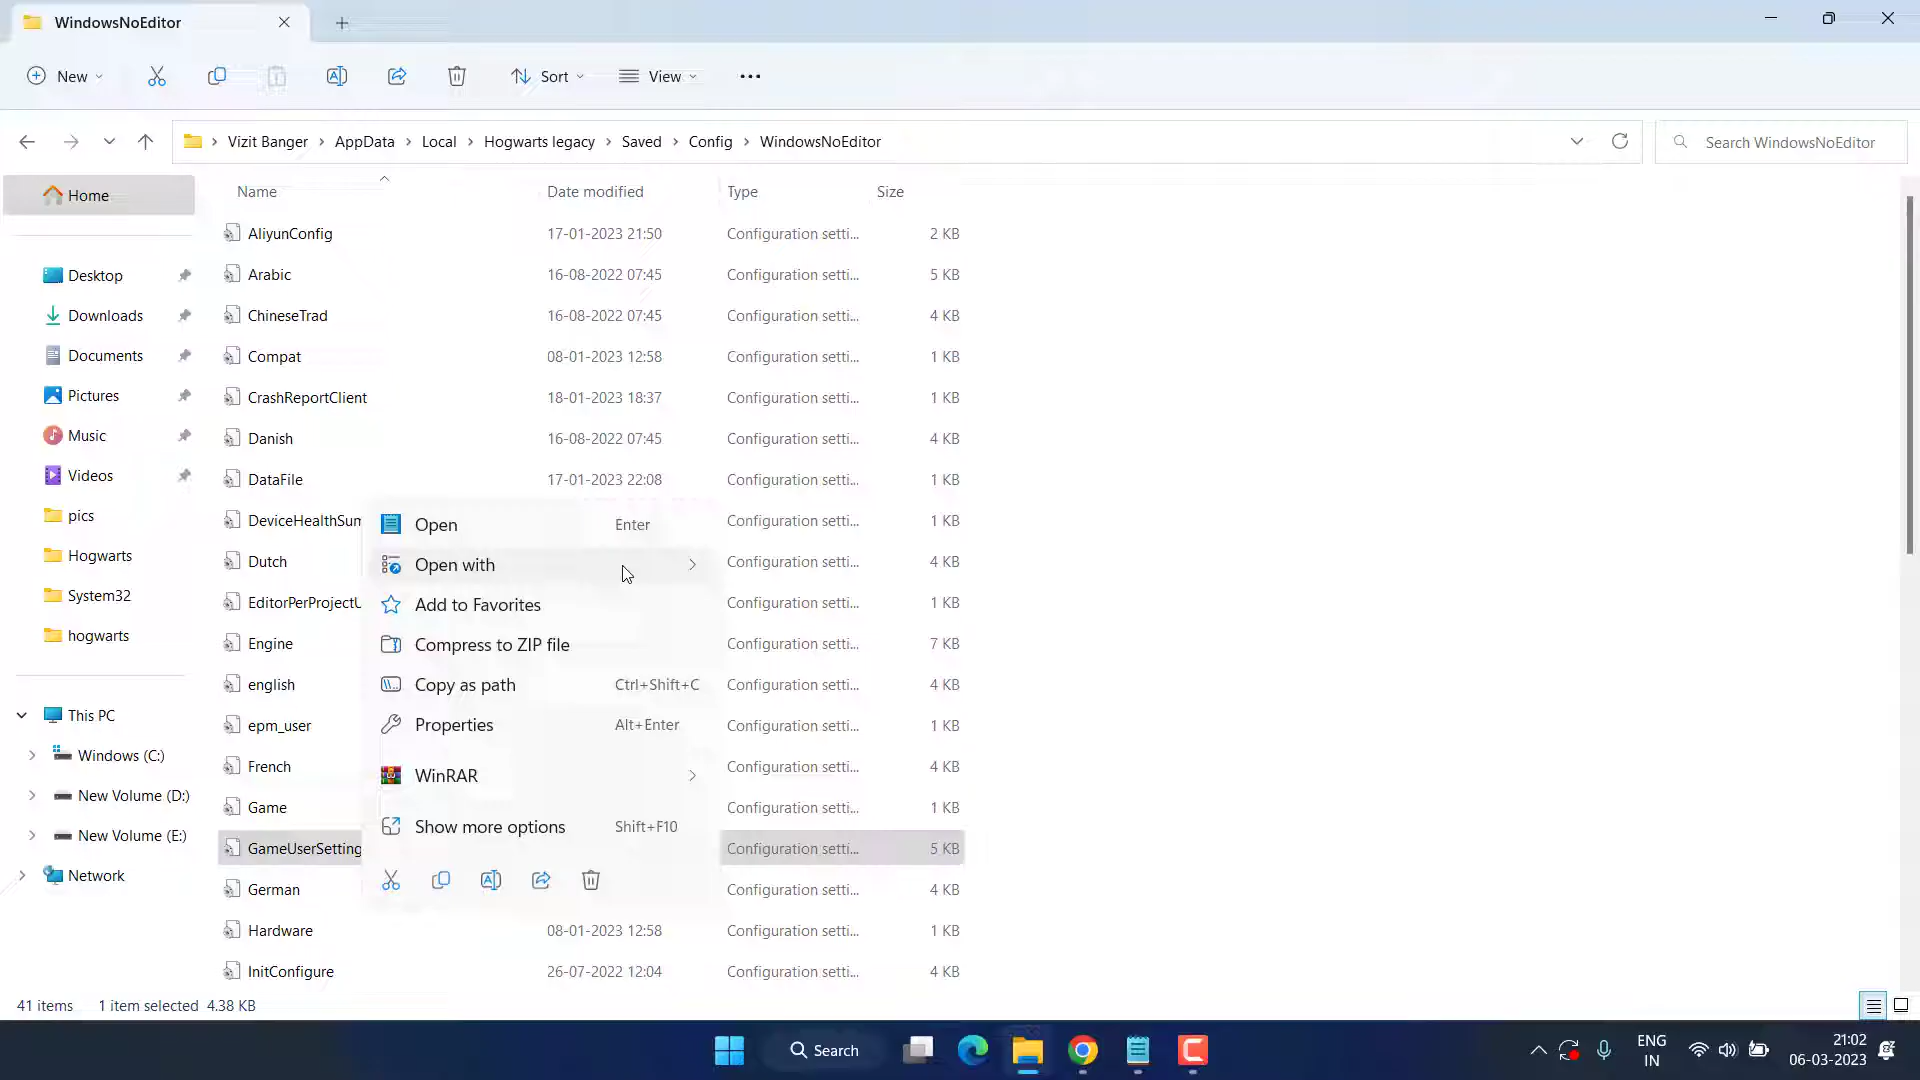 WindowsNoEditor
New
Sort
View
Vizit Banger > AppData > Local > Hogwarts legacy > Saved > Config > WindowsNoEditor
Search WindowsNoEditor
Home
Desktop
Downloads
Documents
Pictures
Music
Videos
pics
Hogwarts
System32
hogwarts
This PC
Windows (C:)
New Volume (D:)
New Volume (E:)
Network
Name Date modified Type Size
AliyunConfig 17-01-2023 21:50 Configuration setti... 2 KB
Arabic 16-08-2022 07:45 Configuration setti... 5 KB
ChineseTrad 16-08-2022 07:45 Configuration setti... 4 KB
Compat 08-01-2023 12:58 Configuration setti... 1 KB
CrashReportClient 18-01-2023 18:37 Configuration setti... 1 KB
Danish 16-08-2022 07:45 Configuration setti... 4 KB
DataFile 17-01-2023 22:08 Configuration setti... 1 KB
DeviceHealthSum Configuration setti... 1 KB
Dutch Configuration setti... 4 KB
EditorPerProjectU Configuration setti... 1 KB
Engine Configuration setti... 7 KB
english Configuration setti... 4 KB
epm_user Configuration setti... 1 KB
French Configuration setti... 4 KB
Game Configuration setti... 1 KB
GameUserSetting Configuration setti... 5 KB
German Configuration setti... 4 KB
Hardware 08-01-2023 12:58 Configuration setti... 1 KB
InitConfigure 26-07-2022 12:04 Configuration setti... 4 KB
Open Enter
Open with
Add to Favorites
Compress to ZIP file
Copy as path Ctrl+Shift+C
Properties Alt+Enter
WinRAR
Show more options Shift+F10
41 items 1 item selected 4.38 KB
Search
ENG
IN
21:02
06-03-2023